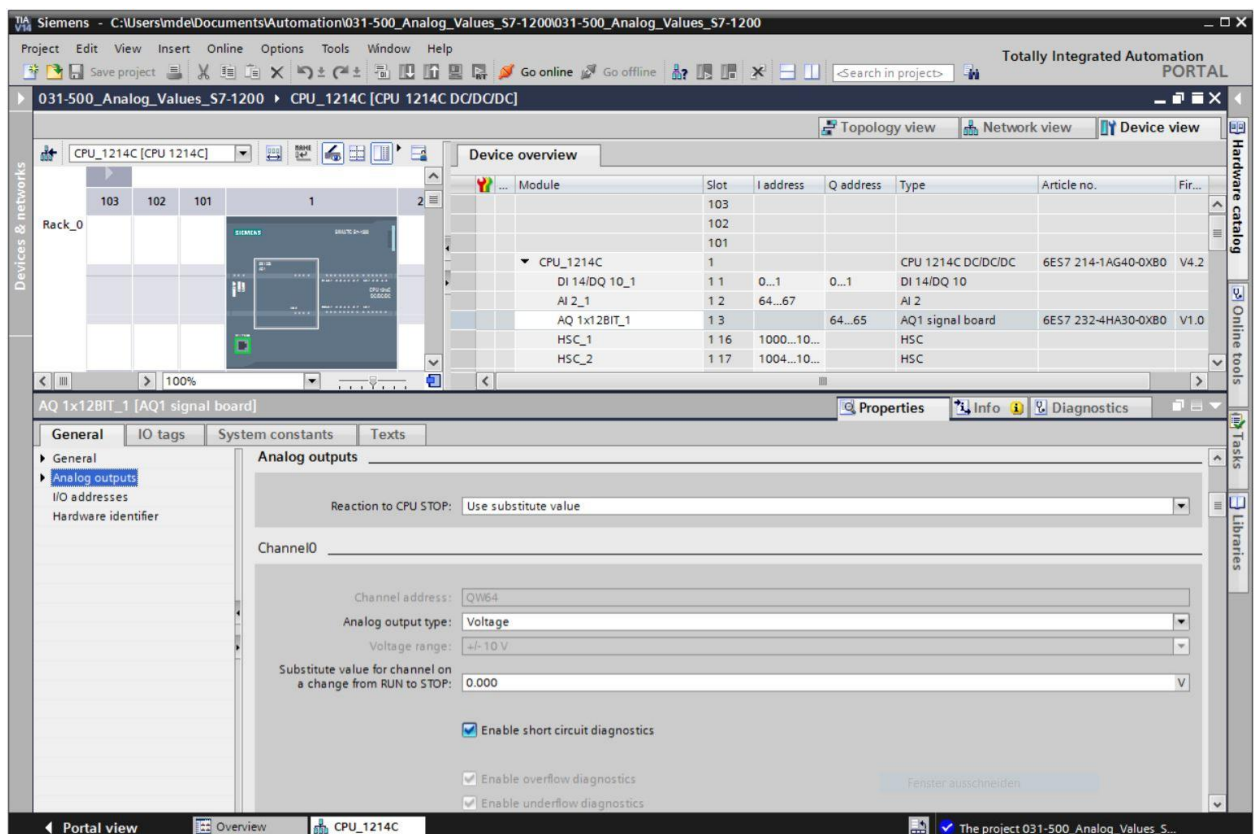 TIA V14 Siemens - C:\Users\mde\Documents\Automation\031-500_Analog_Values_S7-1200\031-500_Analog_Values_S7-1200
Project Edit View Insert Online Options Tools Window Help
Totally Integrated Automation
PORTAL
Save project Go online Go offline <Search in project>
031-500_Analog_Values_S7-1200 ▸ CPU_1214C [CPU 1214C DC/DC/DC]
Topology view Network view Device view
CPU_1214C [CPU 1214C]
Device overview
... Module Slot I address Q address Type Article no. Fir...
103 102 101 1 2
Rack_0
SIEMENS
103
102
101
CPU_1214C 1 CPU 1214C DC/DC/DC 6ES7 214-1AG40-0XB0 V4.2
DI 14/DQ 10_1 1 1 0...1 0...1 DI 14/DQ 10
AI 2_1 1 2 64...67 AI 2
AQ 1x12BIT_1 1 3 64...65 AQ1 signal board 6ES7 232-4HA30-0XB0 V1.0
HSC_1 1 16 1000...10... HSC
HSC_2 1 17 1004...10... HSC
100%
Devices & networks
Hardware catalog
Online tools
Tasks
Libraries
AQ 1x12BIT_1 [AQ1 signal board]
Properties Info Diagnostics
General IO tags System constants Texts
General
Analog outputs
I/O addresses
Hardware identifier
Analog outputs
Reaction to CPU STOP: Use substitute value
Channel0
Channel address: QW64
Analog output type: Voltage
Voltage range: +/- 10 V
Substitute value for channel on
a change from RUN to STOP: 0.000 V
Enable short circuit diagnostics
Enable overflow diagnostics
Fenster ausschneiden
Enable underflow diagnostics
Portal view Overview CPU_1214C The project 031-500_Analog_Values_S...